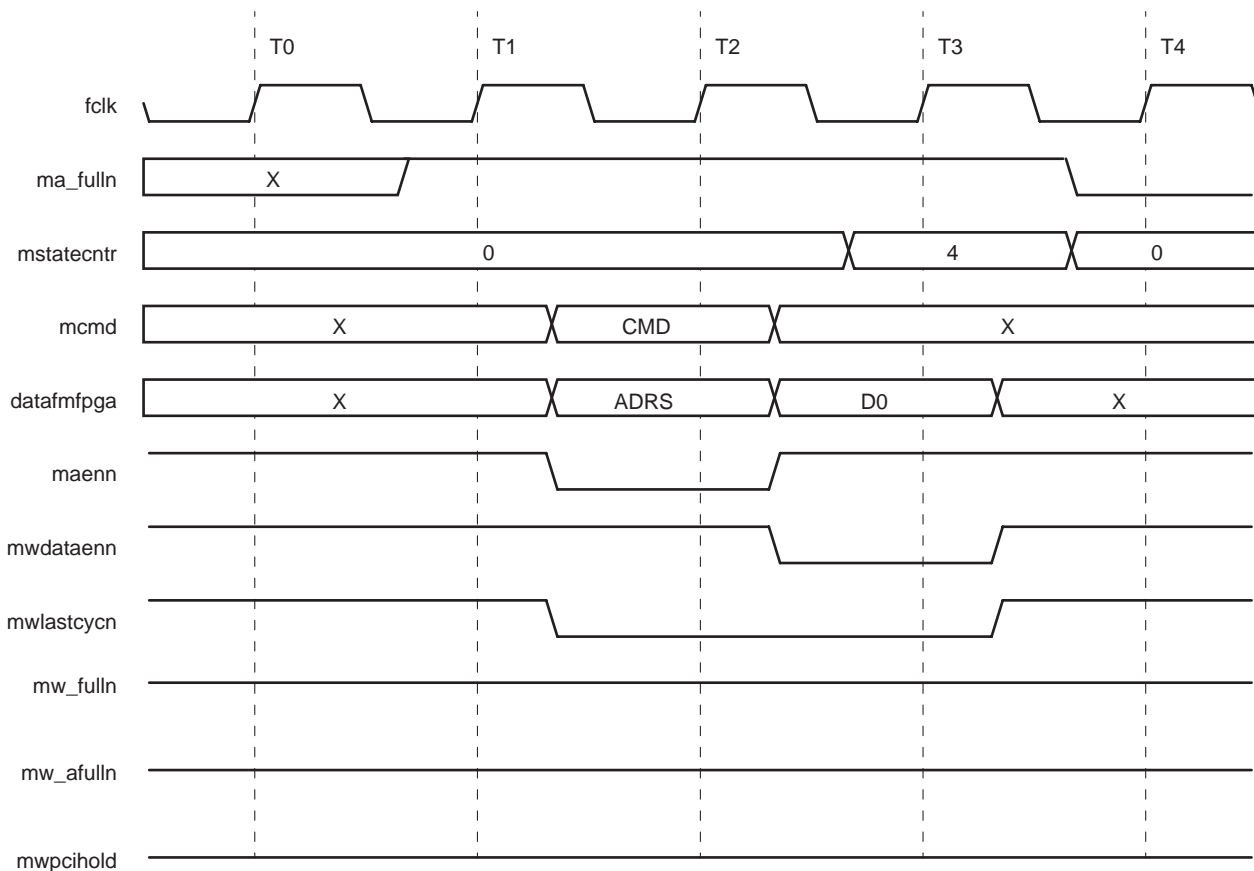 T0 T1 T2 T3 T4
fclk
ma_fulln X
mstatecntr 0 4 0
mcmd X CMD X
datafmfpga X ADRS D0 X
maenn
mwdataenn
mwlastcycn
mw_fulln
mw_afulln
mwpcihold